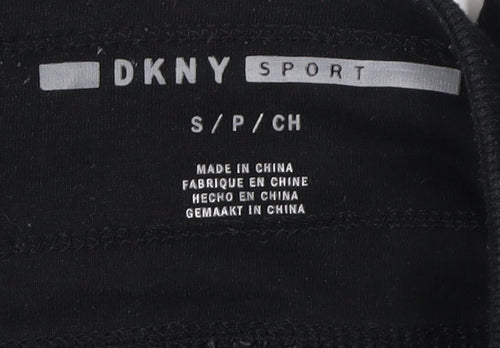 DKNY SPORT
S / P / CH
MADE IN CHINA
FABRIQUE EN CHINE
HECHO EN CHINA
GEMAAKT IN CHINA